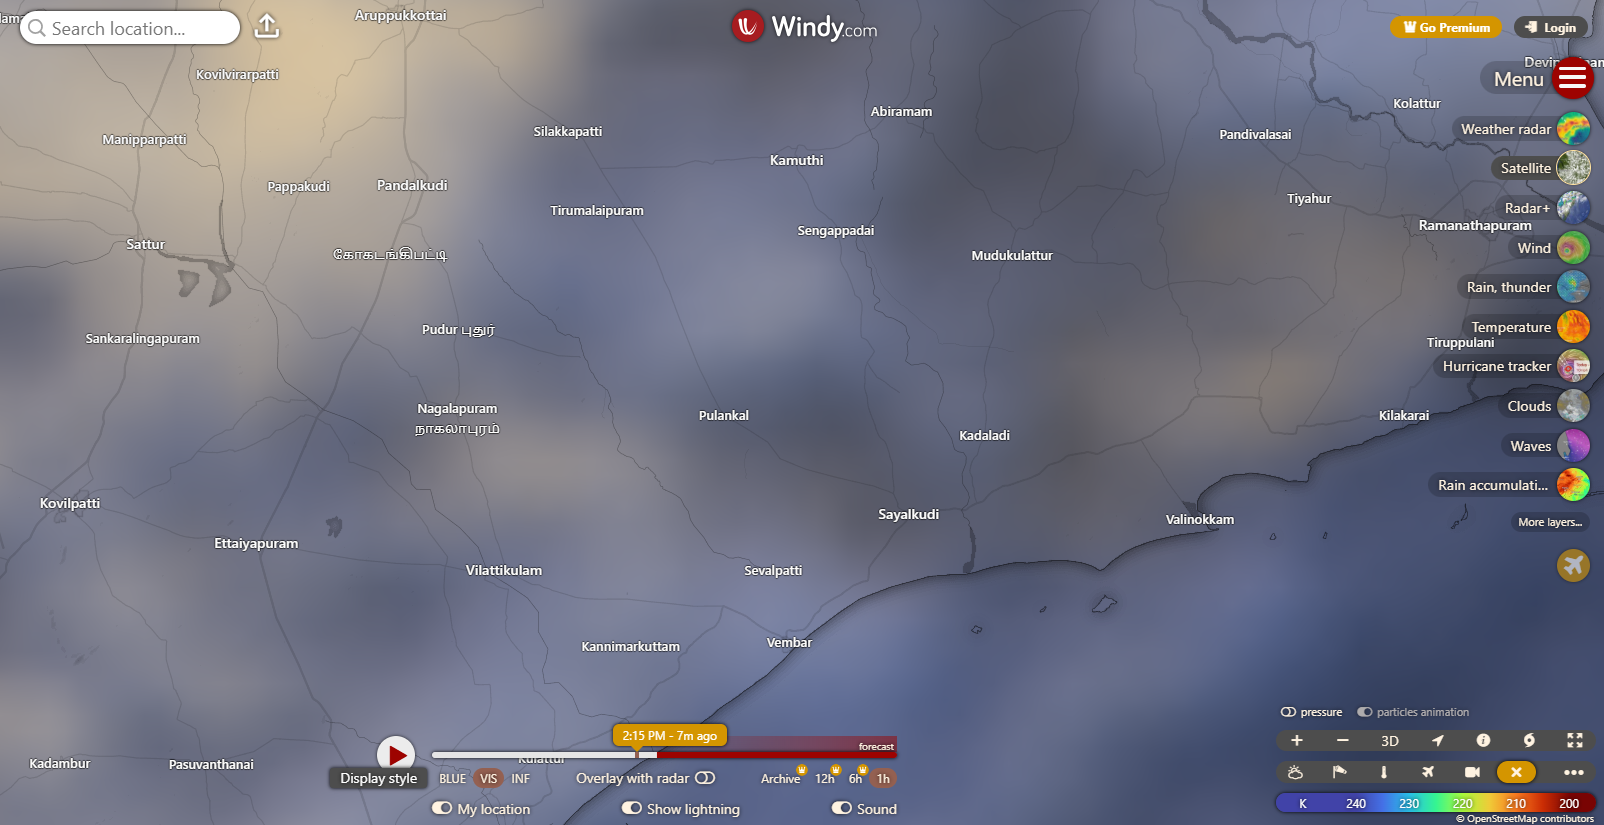 Aruppukkottai
Search location...
Windy.com
Go Premium
Login
Kovilvirarpatti
Menu
Abiramam
Kolattur
Manipparpatti
Silakkapatti
Pandivalasai
Weather radar
Kamuthi
Satellite
Pappakudi
Pandalkudi
Tirumalaipuram
Tiyahur
Radar+
Sattur
Sengappadai
Ramanathapuram
கோகடங்கிபட்டி
Mudukulattur
Wind
Rain, thunder
Pudur புதுர்
Temperature
Sankaralingapuram
Tiruppulani
Hurricane tracker
Nagalapuram
நாகலாபுரம்
Pulankal
Kilakarai
Clouds
Kadaladi
Waves
Rain accumulati...
Kovilpatti
Sayalkudi
Valinokkam
More layers...
Ettaiyapuram
Vilattikulam
Sevalpatti
Kannimarkuttam
Vembar
pressure
particles animation
2:15 PM - 7m ago
forecast
3D
Kadambur
Pasuvanthanai
Kulattur
Display style
BLUE VIS INF
Overlay with radar
Archive 12h 6h 1h
My location
Show lightning
Sound
K 240 230 220 210 200
© OpenStreetMap contributors